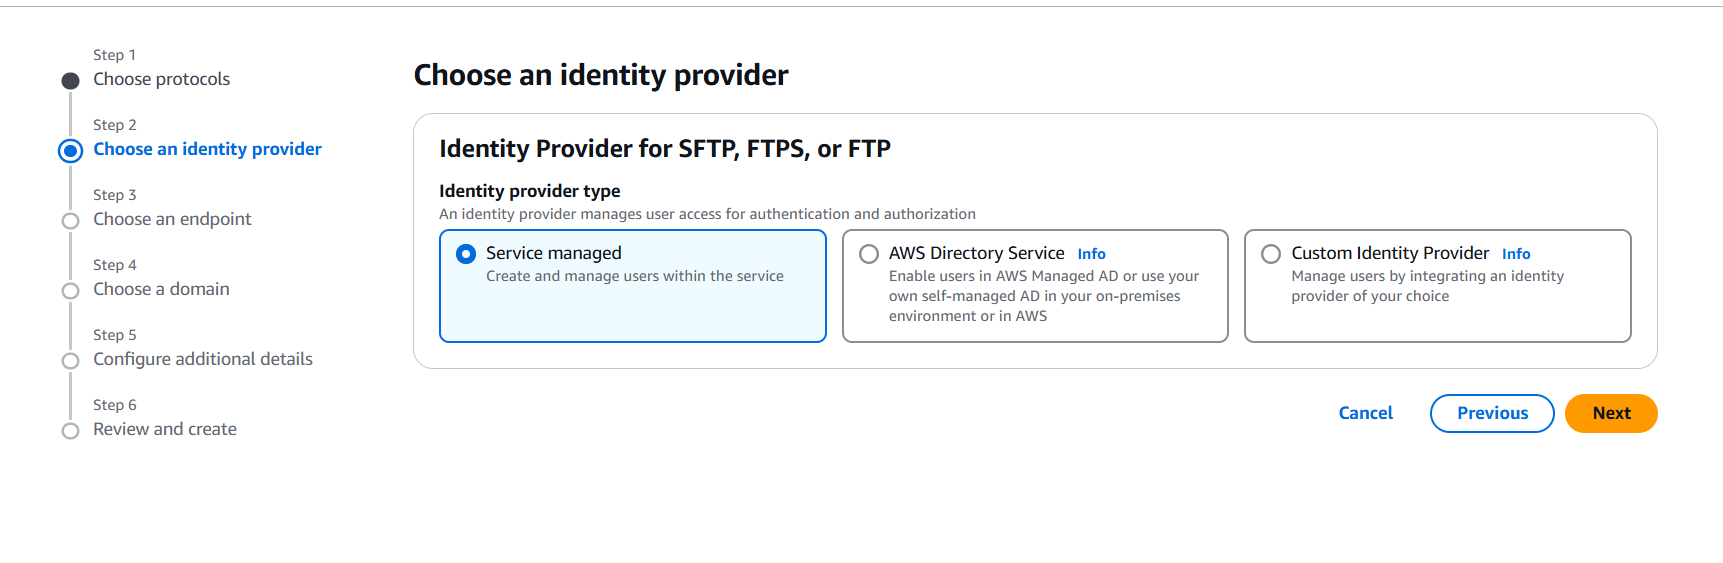 Step 1
Choose protocols
Step 2
Choose an identity provider
Step 3
Choose an endpoint
Step 4
Choose a domain
Step 5
Configure additional details
Step 6
Review and create
Choose an identity provider
Identity Provider for SFTP, FTPS, or FTP
Identity provider type
An identity provider manages user access for authentication and authorization
Service managed
Create and manage users within the service
AWS Directory Service Info
Enable users in AWS Managed AD or use your
own self-managed AD in your on-premises
environment or in AWS
Custom Identity Provider Info
Manage users by integrating an identity
provider of your choice
Cancel
Previous
Next